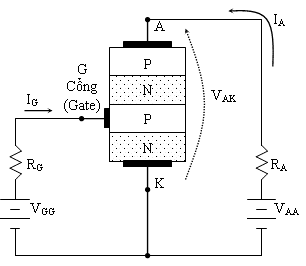 A
I_A
P
G
Cổng
(Gate)
N
V_AK
I_G
P
N
R_G
K
R_A
V_GG
V_AA